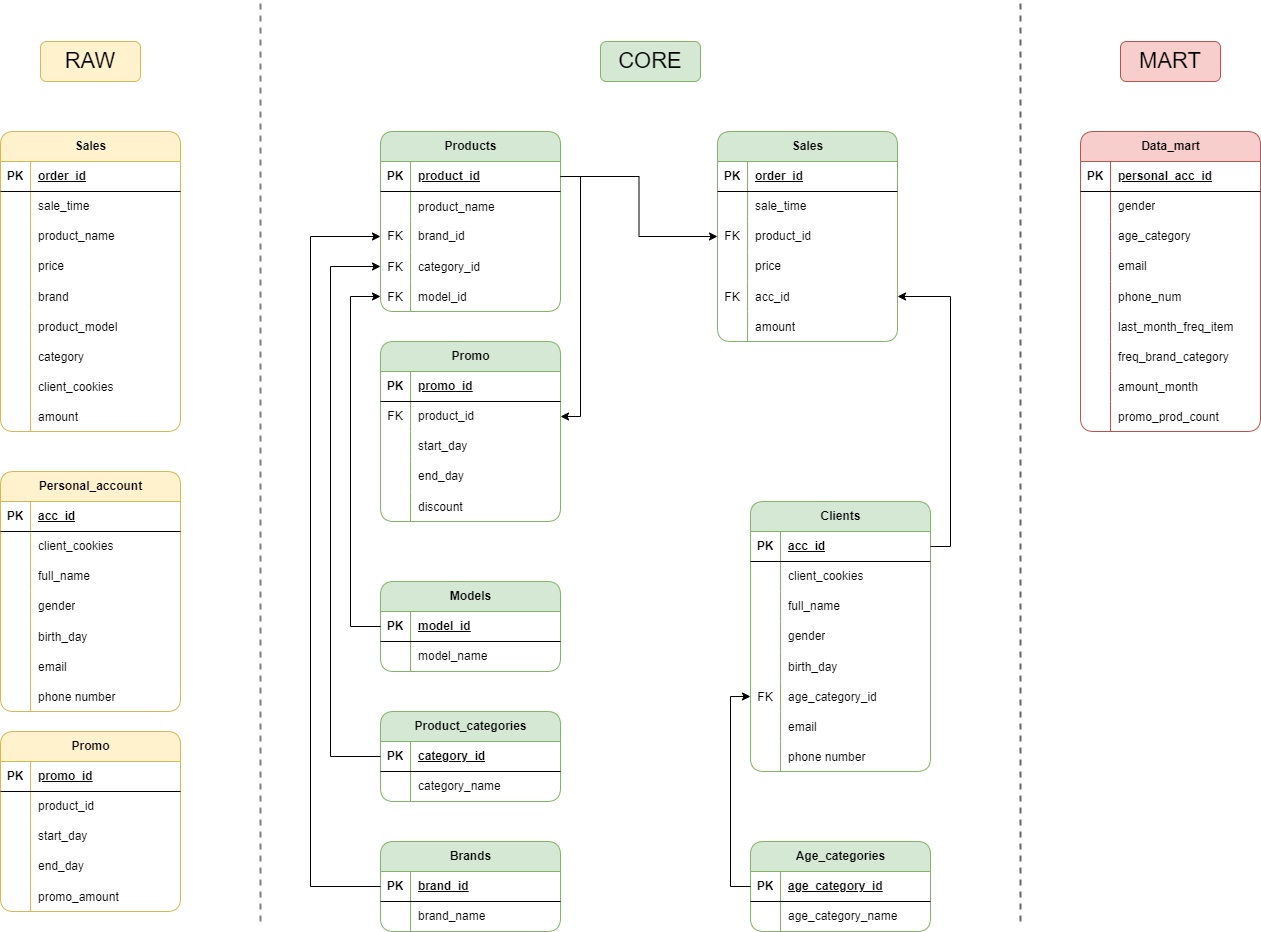 RAW
CORE
MART
Sales
PK order_id
sale_time
product_name
price
brand
product_model
category
client_cookies
amount
Personal_account
PK acc_id
client_cookies
full_name
gender
birth_day
email
phone number
Promo
PK promo_id
product_id
start_day
end_day
promo_amount
Products
PK product_id
product_name
FK brand_id
FK category_id
FK model_id
Promo
PK promo_id
FK product_id
start_day
end_day
discount
Models
PK model_id
model_name
Product_categories
PK category_id
category_name
Brands
PK brand_id
brand_name
Sales
PK order_id
sale_time
FK product_id
price
FK acc_id
amount
Clients
PK acc_id
client_cookies
full_name
gender
birth_day
FK age_category_id
email
phone number
Age_categories
PK age_category_id
age_category_name
Data_mart
PK personal_acc_id
gender
age_category
email
phone_num
last_month_freq_item
freq_brand_category
amount_month
promo_prod_count